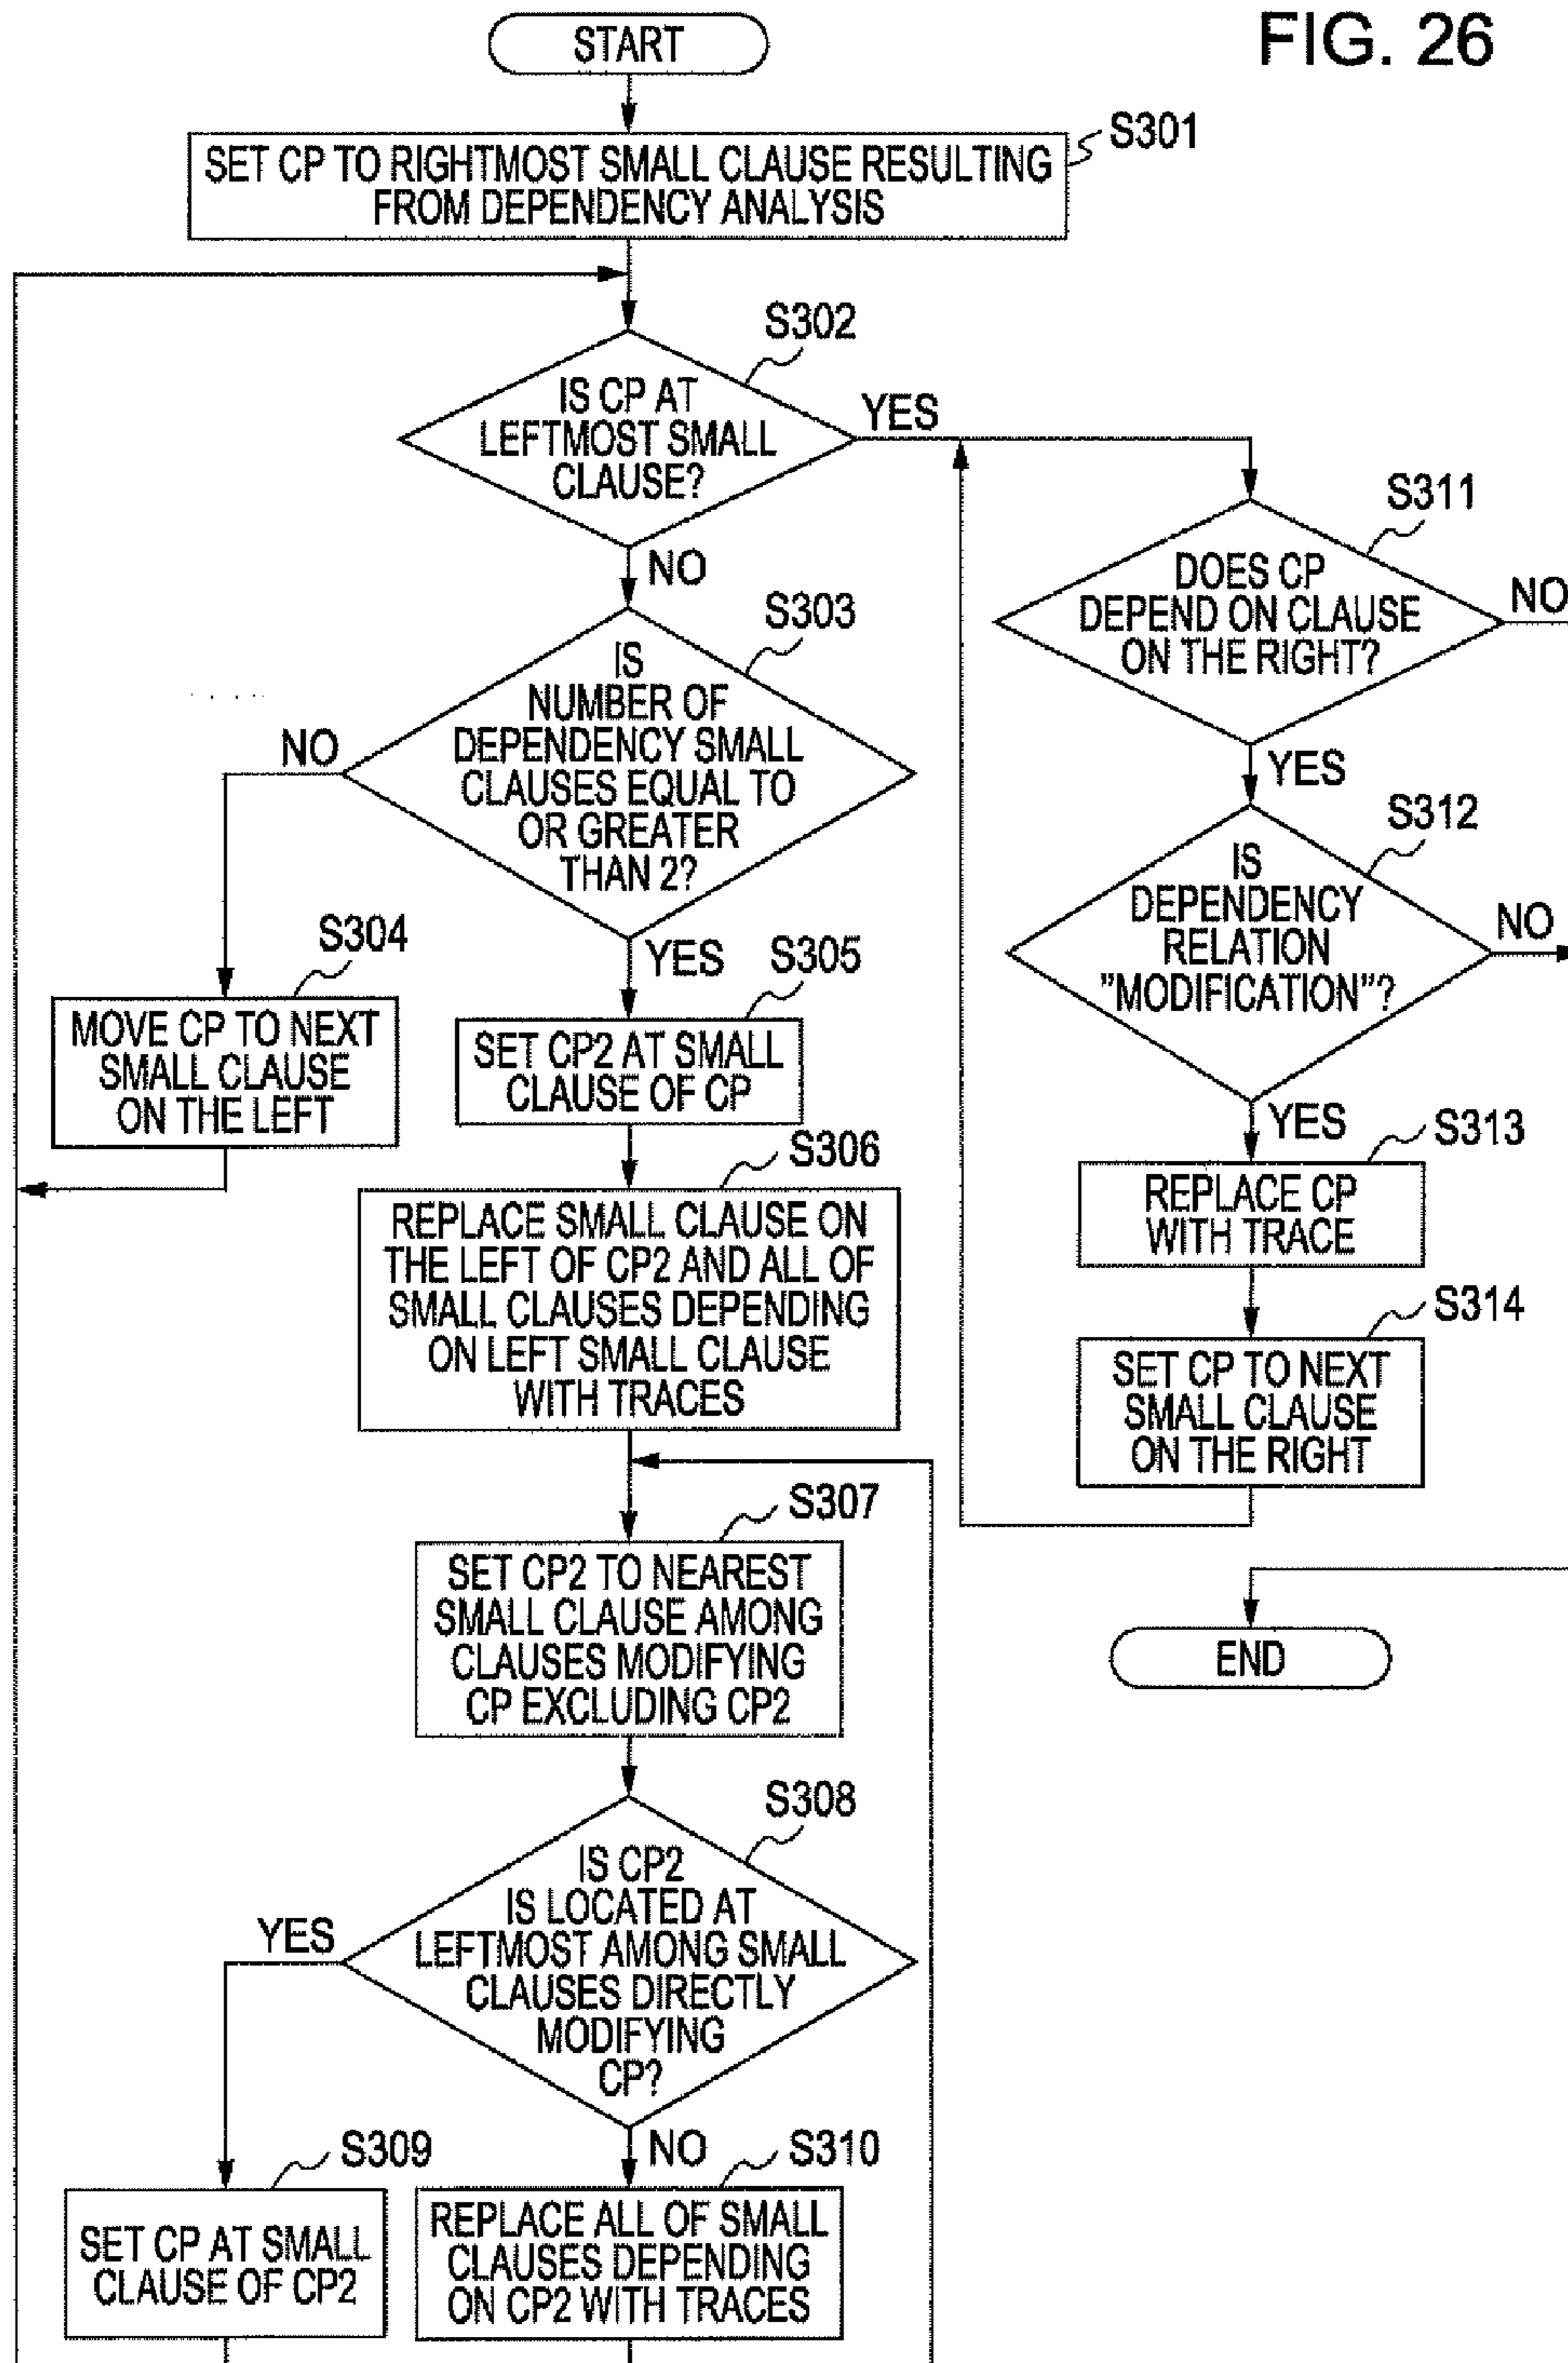 FIG. 26
START
S301
SET CP TO RIGHTMOST SMALL CLAUSE RESULTING
FROM DEPENDENCY ANALYSIS
S302
IS CP AT
LEFTMOST SMALL
CLAUSE?
YES
NO
S303
IS
NUMBER OF
DEPENDENCY SMALL
CLAUSES EQUAL TO
OR GREATER
THAN 2?
NO
YES
S304
MOVE CP TO NEXT
SMALL CLAUSE
ON THE LEFT
S305
SET CP2 AT SMALL
CLAUSE OF CP
S306
REPLACE SMALL CLAUSE ON
THE LEFT OF CP2 AND ALL OF
SMALL CLAUSES DEPENDING
ON LEFT SMALL CLAUSE
WITH TRACES
S307
SET CP2 TO NEAREST
SMALL CLAUSE AMONG
CLAUSES MODIFYING
CP EXCLUDING CP2
S308
IS CP2
IS LOCATED AT
LEFTMOST AMONG SMALL
CLAUSES DIRECTLY
MODIFYING
CP?
YES
NO
S309
SET CP AT SMALL
CLAUSE OF CP2
S310
REPLACE ALL OF SMALL
CLAUSES DEPENDING
ON CP2 WITH TRACES
S311
DOES CP
DEPEND ON CLAUSE
ON THE RIGHT?
NO
YES
S312
IS
DEPENDENCY
RELATION
"MODIFICATION"?
NO
YES
S313
REPLACE CP
WITH TRACE
S314
SET CP TO NEXT
SMALL CLAUSE
ON THE RIGHT
END